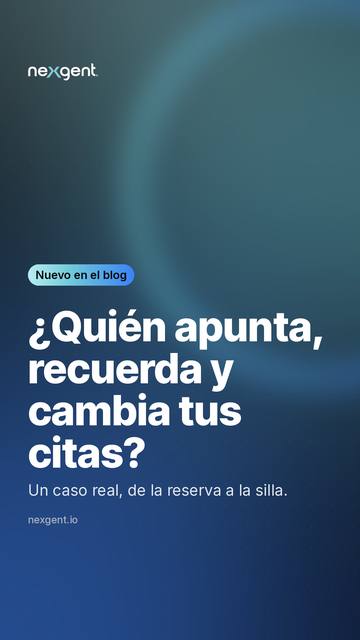 nexgent.
Nuevo en el blog
¿Quién apunta,
recuerda y
cambia tus
citas?
Un caso real, de la reserva a la silla.
nexgent.io